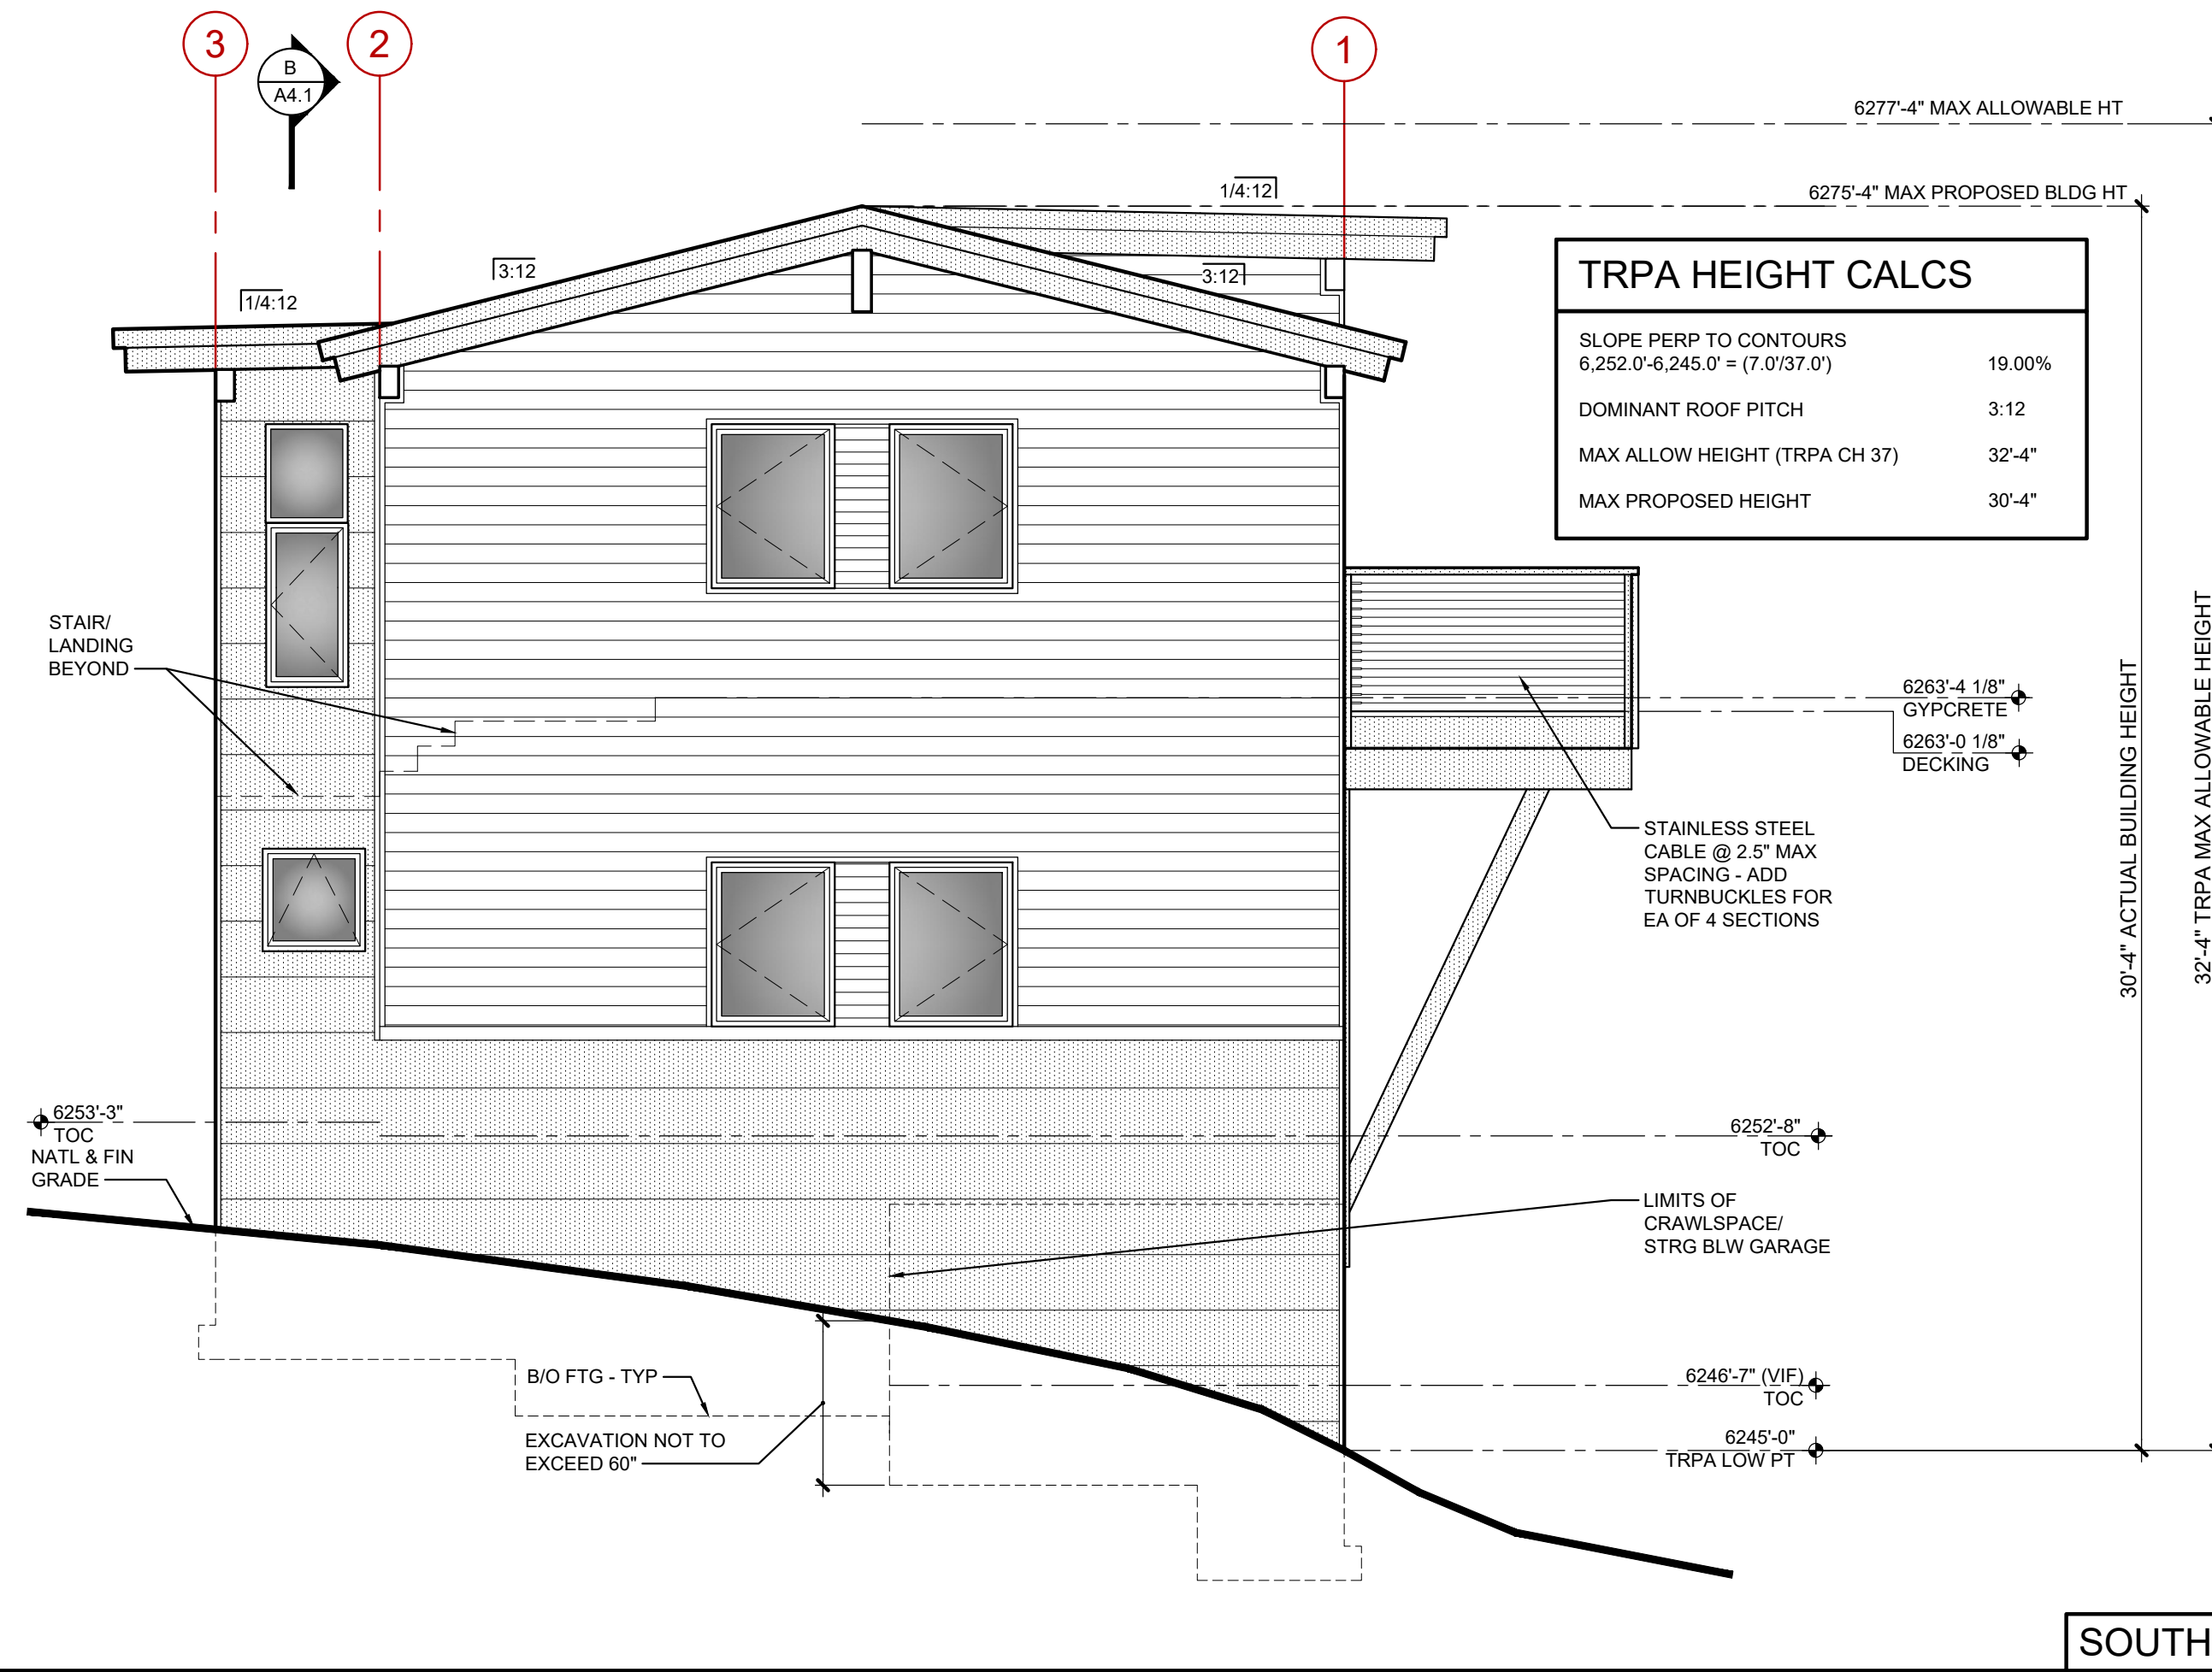 3
B
A4.1
2
1
6277'-4" MAX ALLOWABLE HT
1/4:12
6275'-4" MAX PROPOSED BLDG HT
3:12
3:12
1/4:12
TRPA HEIGHT CALCS
SLOPE PERP TO CONTOURS
6,252.0'-6,245.0' = (7.0'/37.0') 19.00%
DOMINANT ROOF PITCH 3:12
MAX ALLOW HEIGHT (TRPA CH 37) 32'-4"
MAX PROPOSED HEIGHT 30'-4"
STAIR/
LANDING
BEYOND
6263'-4 1/8"
GYPCRETE
6263'-0 1/8"
DECKING
30'-4" ACTUAL BUILDING HEIGHT
32'-4" TRPA MAX ALLOWABLE HEIGHT
STAINLESS STEEL
CABLE @ 2.5" MAX
SPACING - ADD
TURNBUCKLES FOR
EA OF 4 SECTIONS
6253'-3"
TOC
NATL & FIN
GRADE
6252'-8"
TOC
LIMITS OF
CRAWLSPACE/
STRG BLW GARAGE
B/O FTG - TYP
EXCAVATION NOT TO
EXCEED 60"
6246'-7" (VIF)
TOC
6245'-0"
TRPA LOW PT
SOUTH